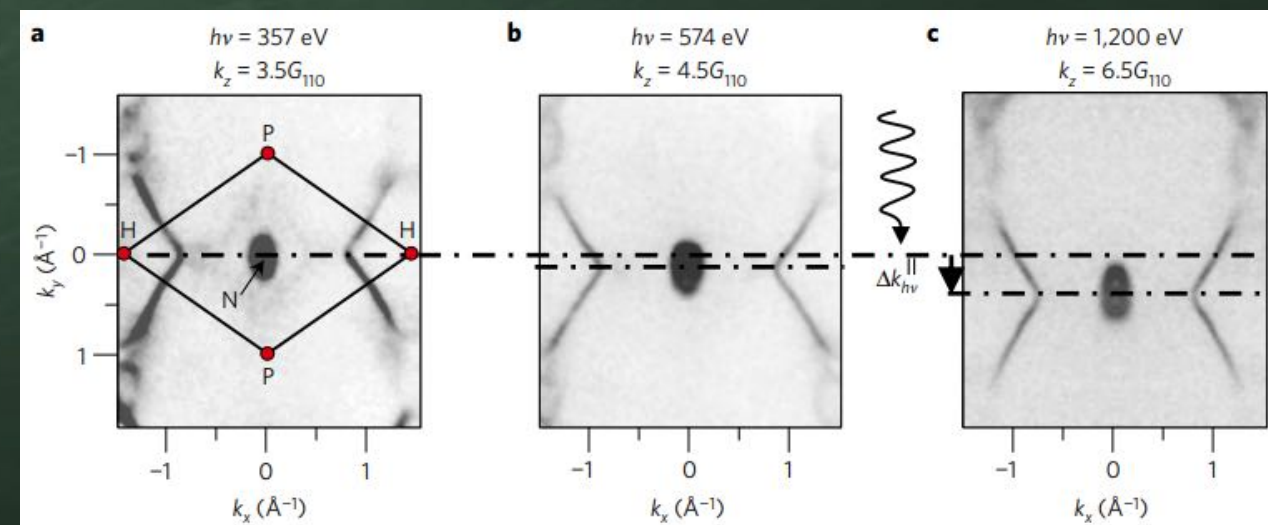 a
hν = 357 eV
k_z = 3.5G_110
b
hν = 574 eV
k_z = 4.5G_110
c
hν = 1,200 eV
k_z = 6.5G_110
P
−1
H
H
0
N
P
1
k_y (Å⁻¹)
Δk_hν^||
−1 0 1
−1 0 1
−1 0 1
k_x (Å⁻¹)
k_x (Å⁻¹)
k_x (Å⁻¹)